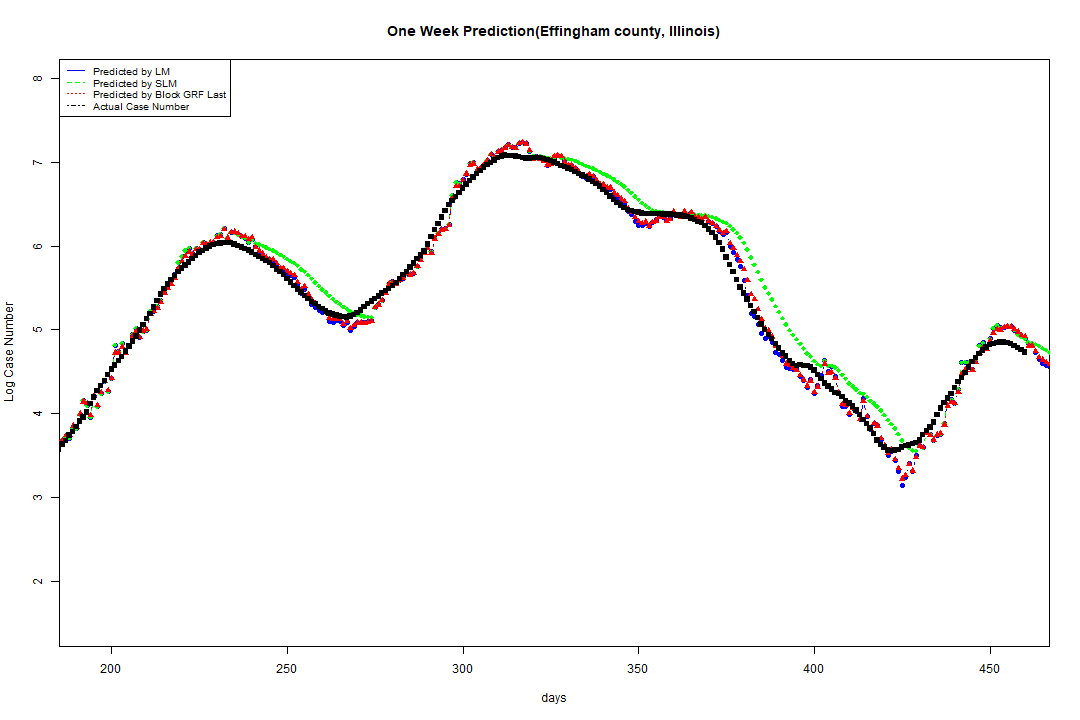 One Week Prediction(Effingham county, Illinois)
Predicted by LM
Predicted by SLM
Predicted by Block GRF Last
Actual Case Number
8
7
6
5
4
3
2
Log Case Number
200 250 300 350 400 450
days